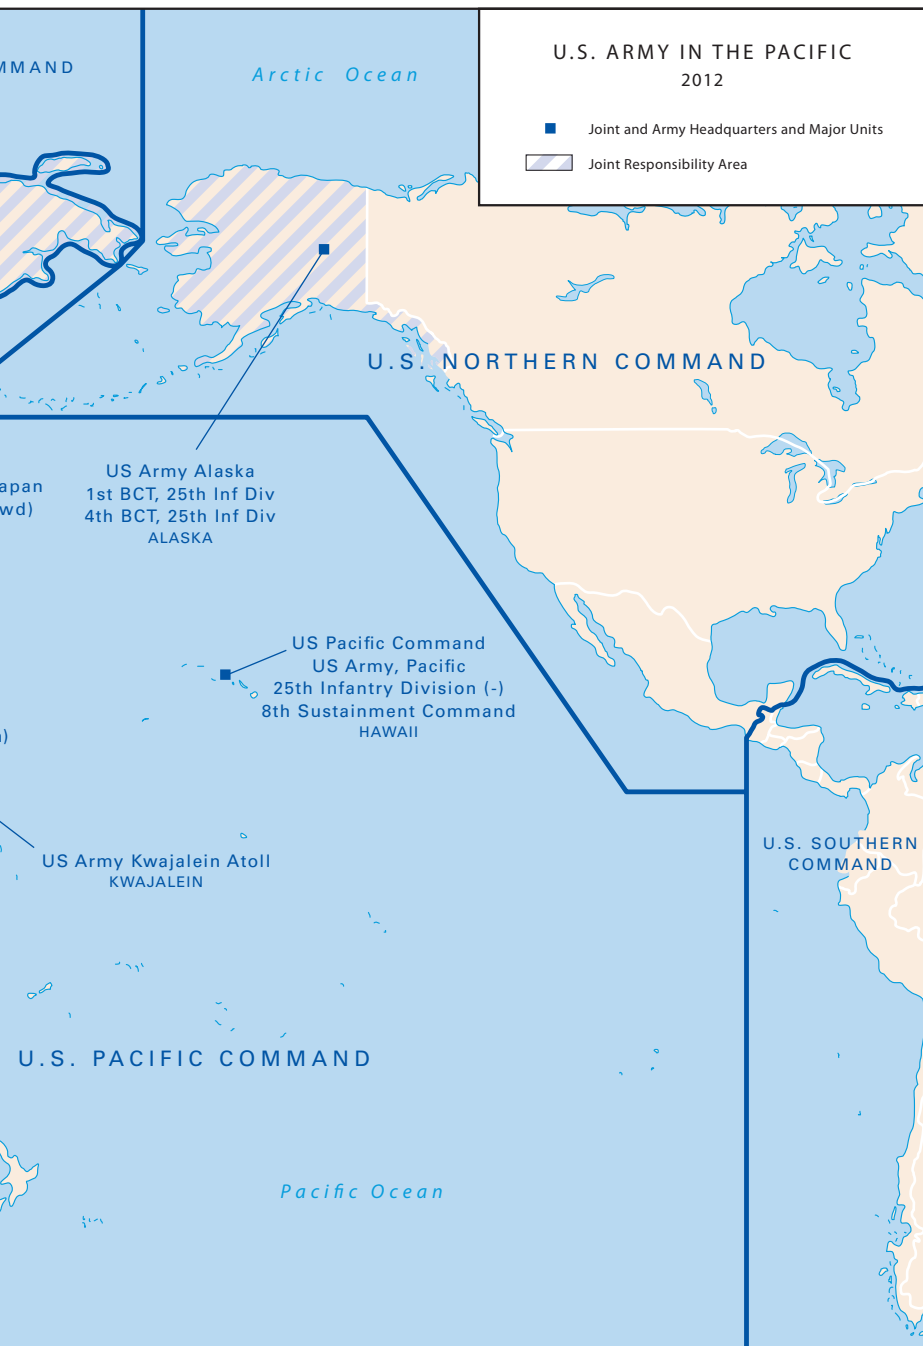 U.S. ARMY IN THE PACIFIC
2012
Joint and Army Headquarters and Major Units
Joint Responsibility Area
Arctic Ocean
U.S. NORTHERN COMMAND
US Army Alaska
1st BCT, 25th Inf Div
4th BCT, 25th Inf Div
ALASKA
US Pacific Command
US Army, Pacific
25th Infantry Division (-)
8th Sustainment Command
HAWAII
U.S. SOUTHERN
COMMAND
US Army Kwajalein Atoll
KWAJALEIN
U.S. PACIFIC COMMAND
Pacific Ocean